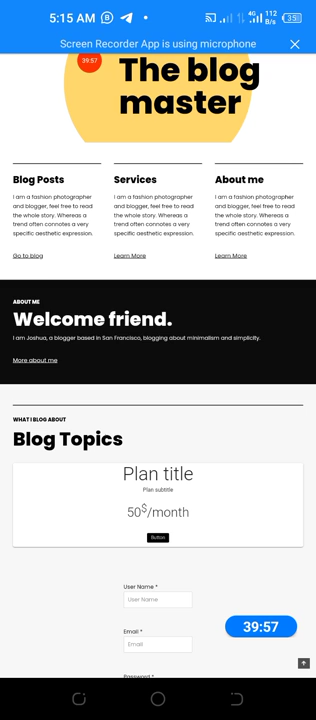 5:15 AM
4G
112
B/s
39
Screen Recorder App is using microphone
39:57
The blog
master
Blog Posts
I am a fashion photographer
and blogger, feel free to read
the whole story. Whereas a
trend often connotes a very
specific aesthetic expression.
Go to blog
Services
I am a fashion photographer
and blogger, feel free to read
the whole story. Whereas a
trend often connotes a very
specific aesthetic expression.
Learn More
About me
I am a fashion photographer
and blogger, feel free to read
the whole story. Whereas a
trend often connotes a very
specific aesthetic expression.
Learn More
ABOUT ME
Welcome friend.
I am Joshua, a blogger based in San Francisco, blogging about minimalism and simplicity.
More about me
WHAT I BLOG ABOUT
Blog Topics
Plan title
Plan subtitle
50$/month
Button
User Name *
User Name
39:57
Email *
Email
Password *